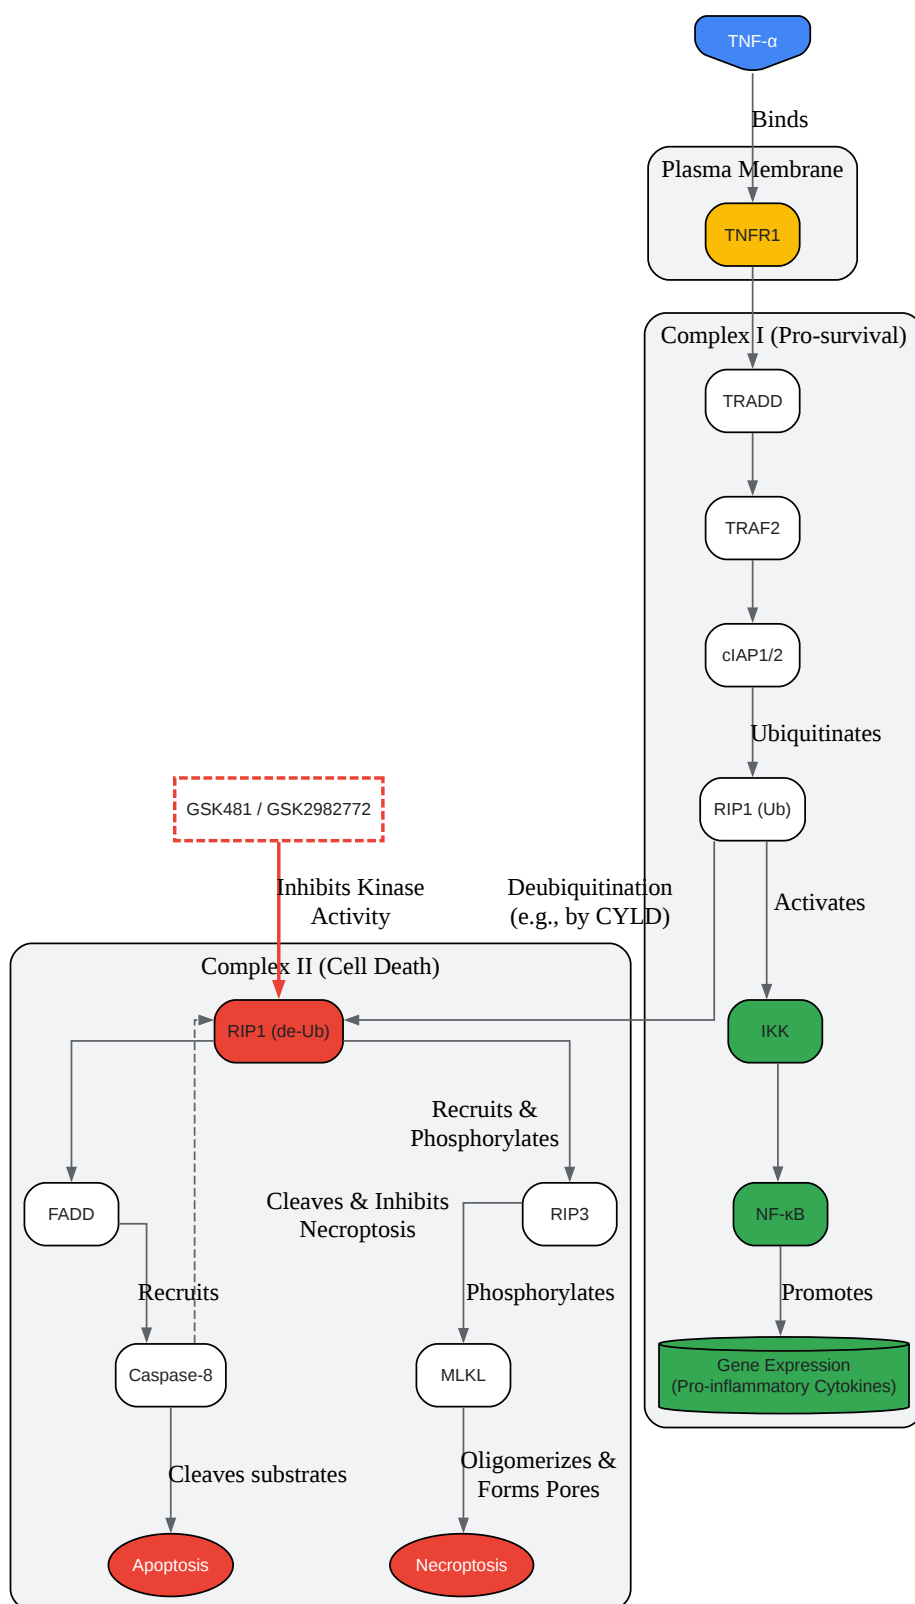 TNF-α
Binds
Plasma Membrane
TNFR1
Complex I (Pro-survival)
TRADD
TRAF2
cIAP1/2
Ubiquitinates
GSK481 / GSK2982772
RIP1 (Ub)
Inhibits Kinase
Activity
Deubiquitination
(e.g., by CYLD)
Activates
Complex II (Cell Death)
RIP1 (de-Ub)
IKK
Recruits &
Phosphorylates
Cleaves & Inhibits
Necroptosis
FADD
RIP3
NF-κB
Recruits
Phosphorylates
Promotes
Caspase-8
MLKL
Gene Expression
(Pro-inflammatory Cytokines)
Cleaves substrates
Oligomerizes &
Forms Pores
Apoptosis
Necroptosis